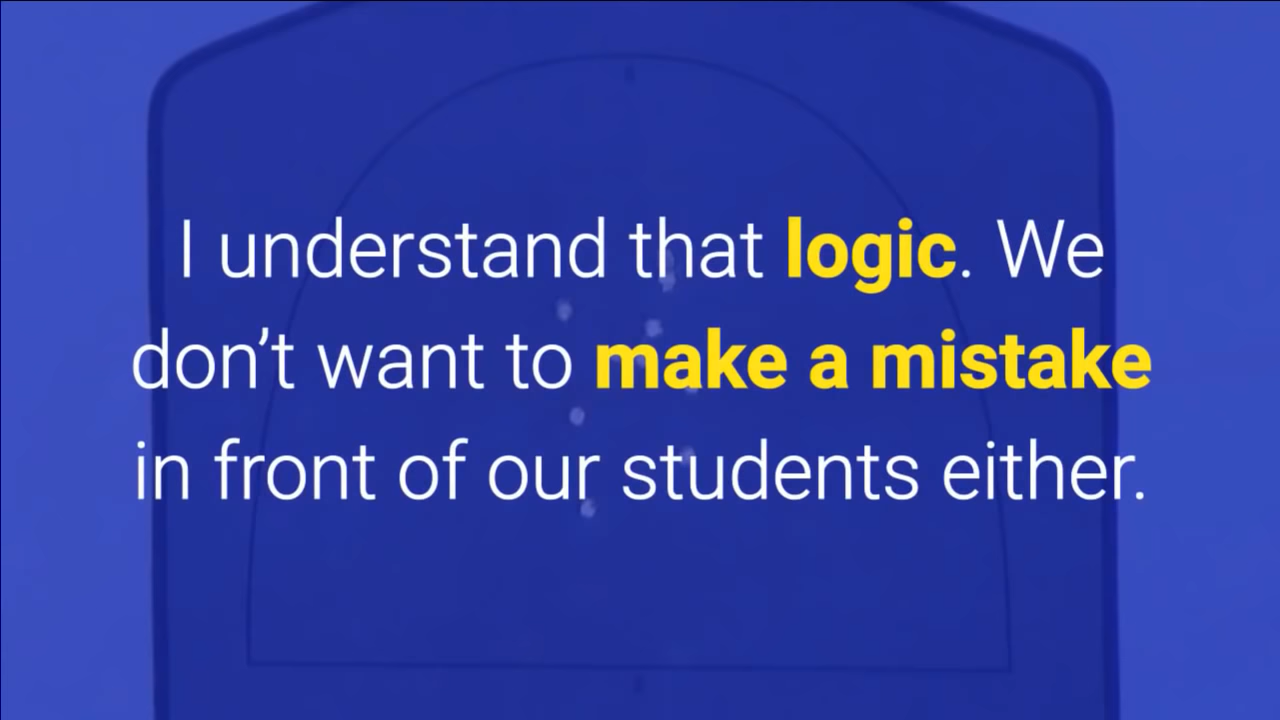 I understand that logic. We
don’t want to make a mistake
in front of our students either.